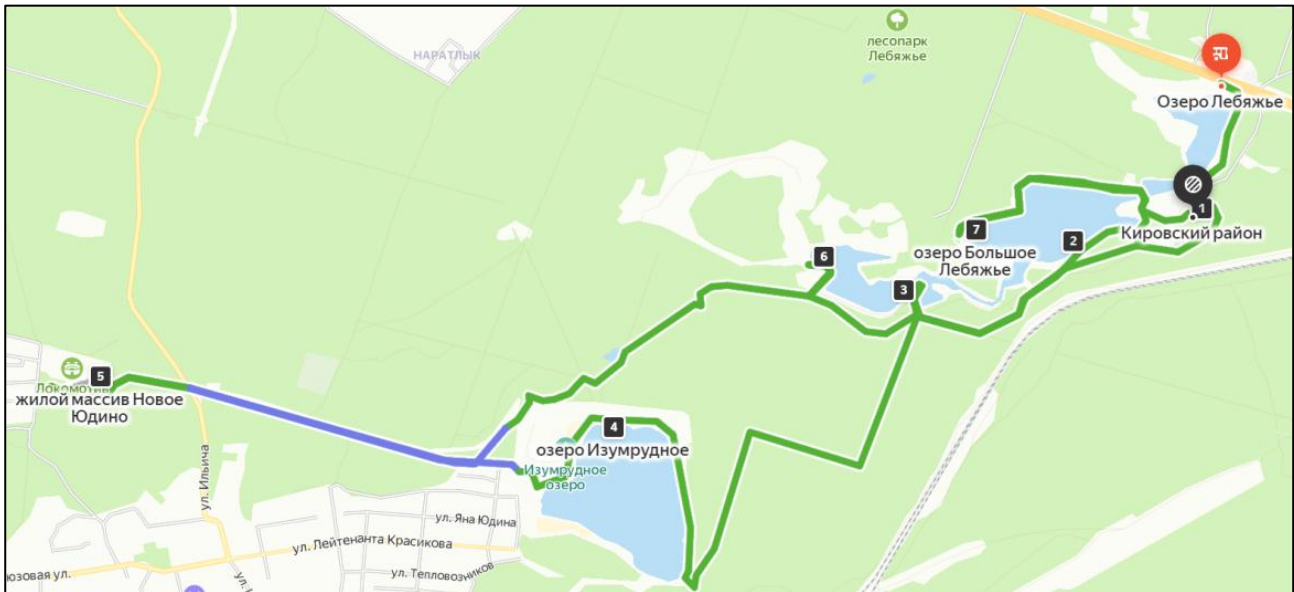 НАРАТЛЫК
лесопарк
Лебяжье
Озеро Лебяжье
1
Кировский район
2
7
озеро Большое
Лебяжье
6
3
5
Локомотив
жилой массив Новое
Юдино
4
озеро Изумрудное
Изумрудное
озеро
ул. Ильича
ул. Яна Юдина
ул. Лейтенанта Красикова
ул. Тепловозников
юзовая ул.